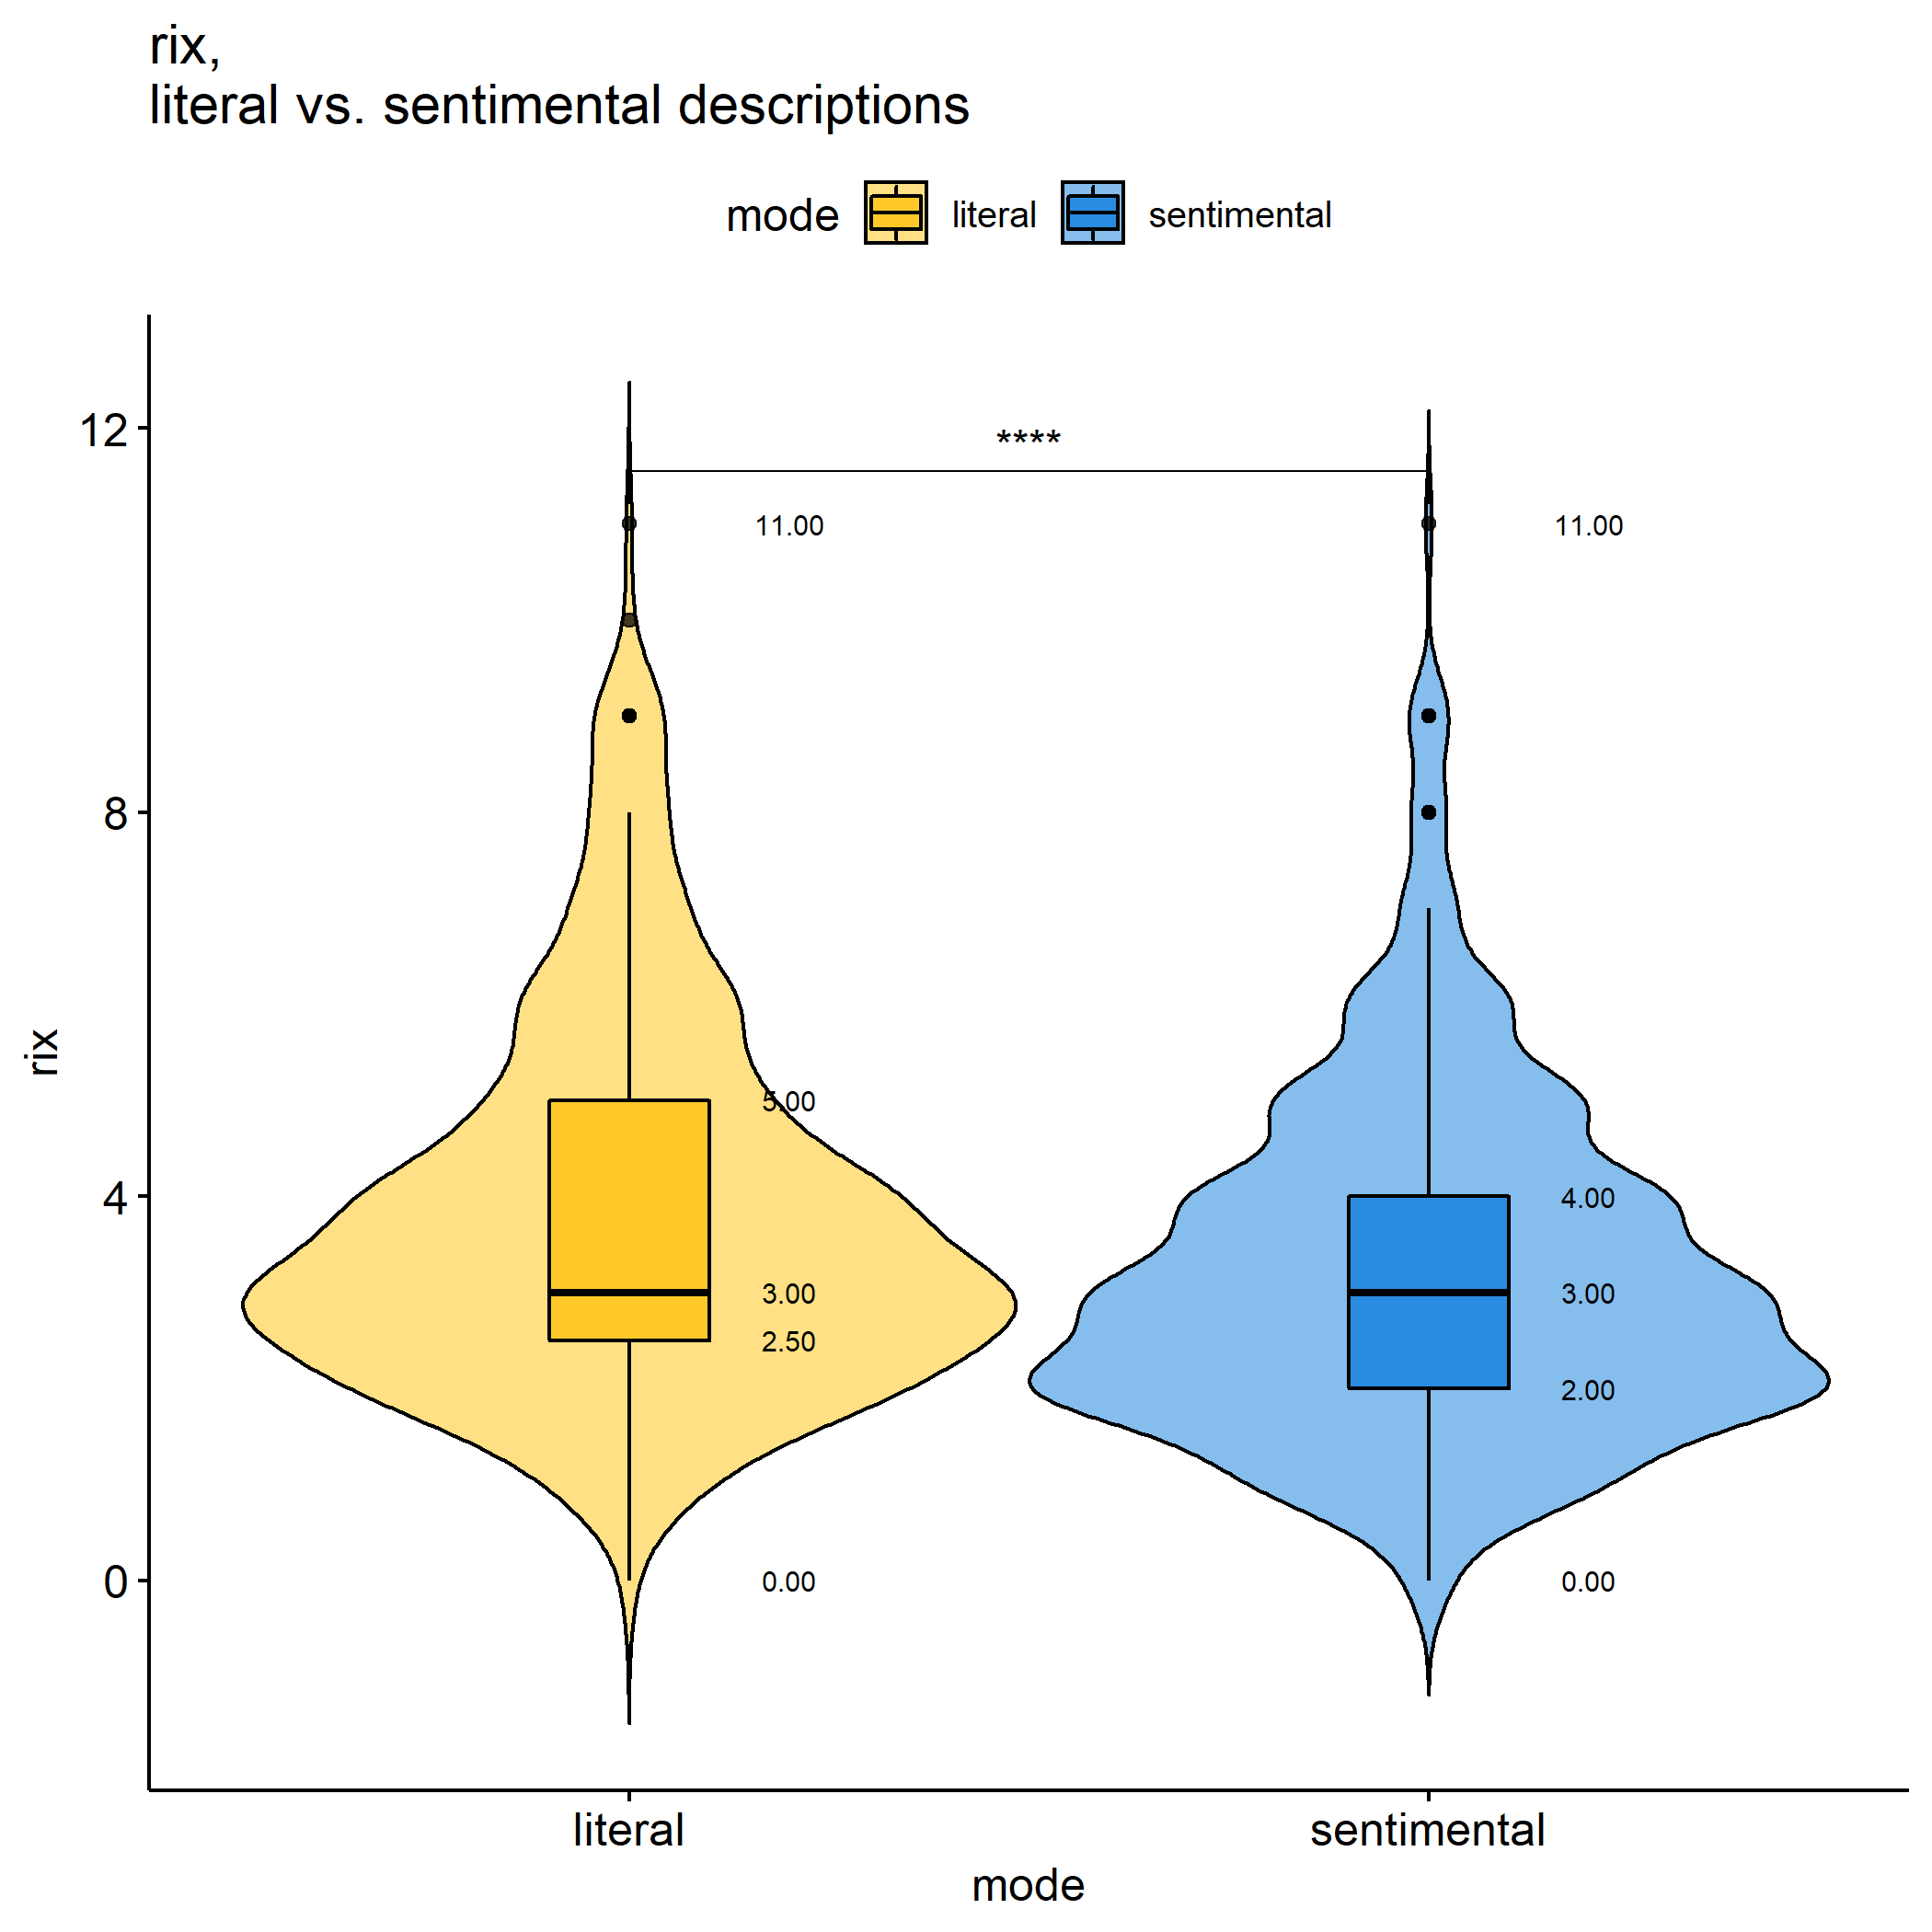 rix,
literal vs. sentimental descriptions
mode literal sentimental
12
****
11.00 11.00
8
rix
5.00
4
4.00
3.00 3.00
2.50
2.00
0
0.00 0.00
literal sentimental
mode